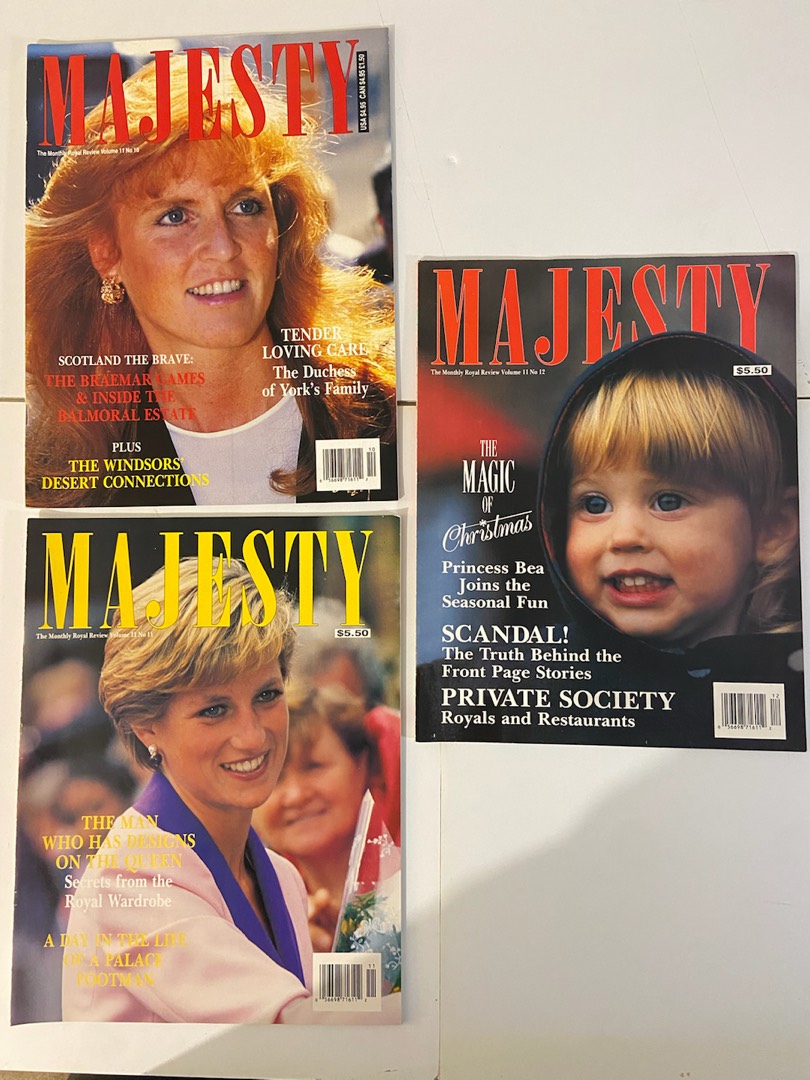 MAJESTY
USA $4.95 CAN $4.95 £1.50
The Monthly Royal Review Volume 11 No 10
SCOTLAND THE BRAVE:
THE BRAEMAR GAMES
& INSIDE THE
BALMORAL ESTATE
TENDER
LOVING CARE
The Duchess
of York's Family
PLUS
THE WINDSORS'
DESERT CONNECTIONS
10
MAJESTY
The Monthly Royal Review Volume 11 No 11
$5.50
THE MAN
WHO HAS DESIGNS
ON THE QUEEN
Secrets from the
Royal Wardrobe
A DAY IN THE LIFE
OF A PALACE
FOOTMAN
11
MAJESTY
The Monthly Royal Review Volume 11 No 12
$5.50
THE
MAGIC
OF
Christmas
Princess Bea
Joins the
Seasonal Fun
SCANDAL!
The Truth Behind the
Front Page Stories
PRIVATE SOCIETY
Royals and Restaurants
12